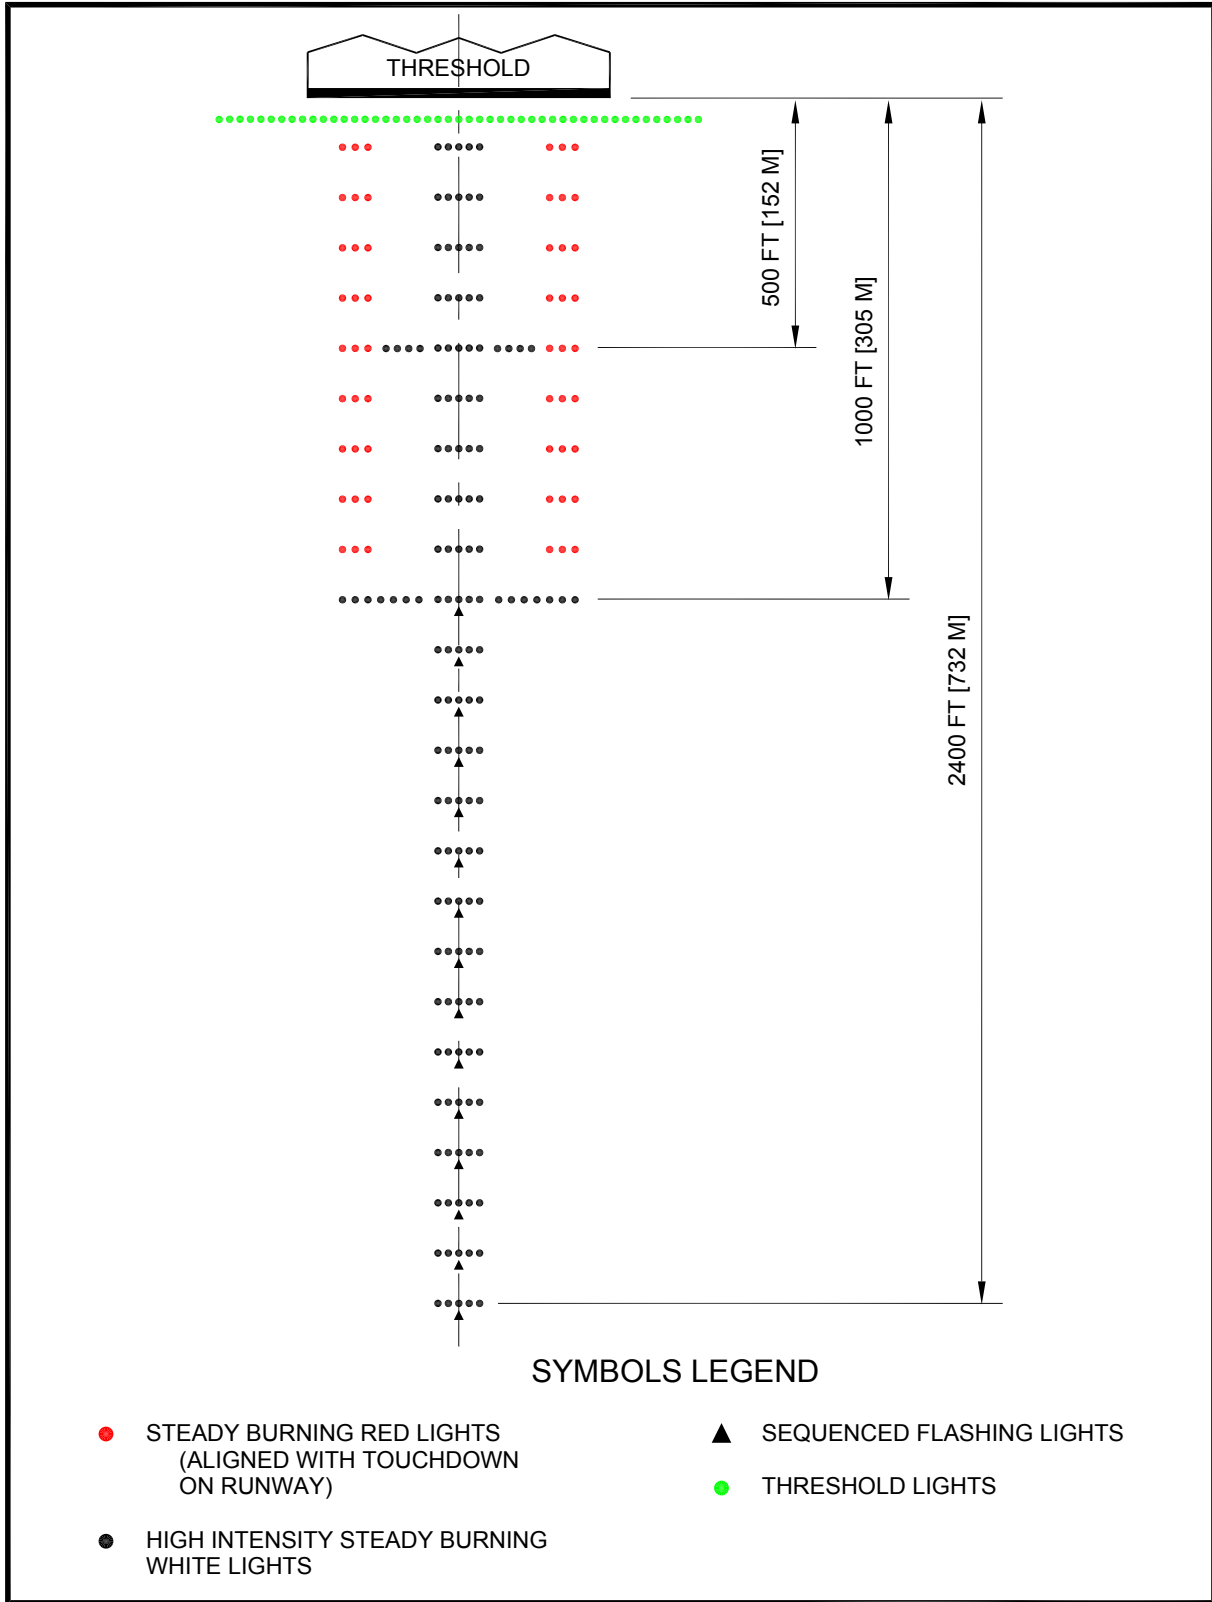 THRESHOLD
500 FT [152 M]
1000 FT [305 M]
2400 FT [732 M]
SYMBOLS LEGEND
STEADY BURNING RED LIGHTS
(ALIGNED WITH TOUCHDOWN
ON RUNWAY)
HIGH INTENSITY STEADY BURNING
WHITE LIGHTS
SEQUENCED FLASHING LIGHTS
THRESHOLD LIGHTS